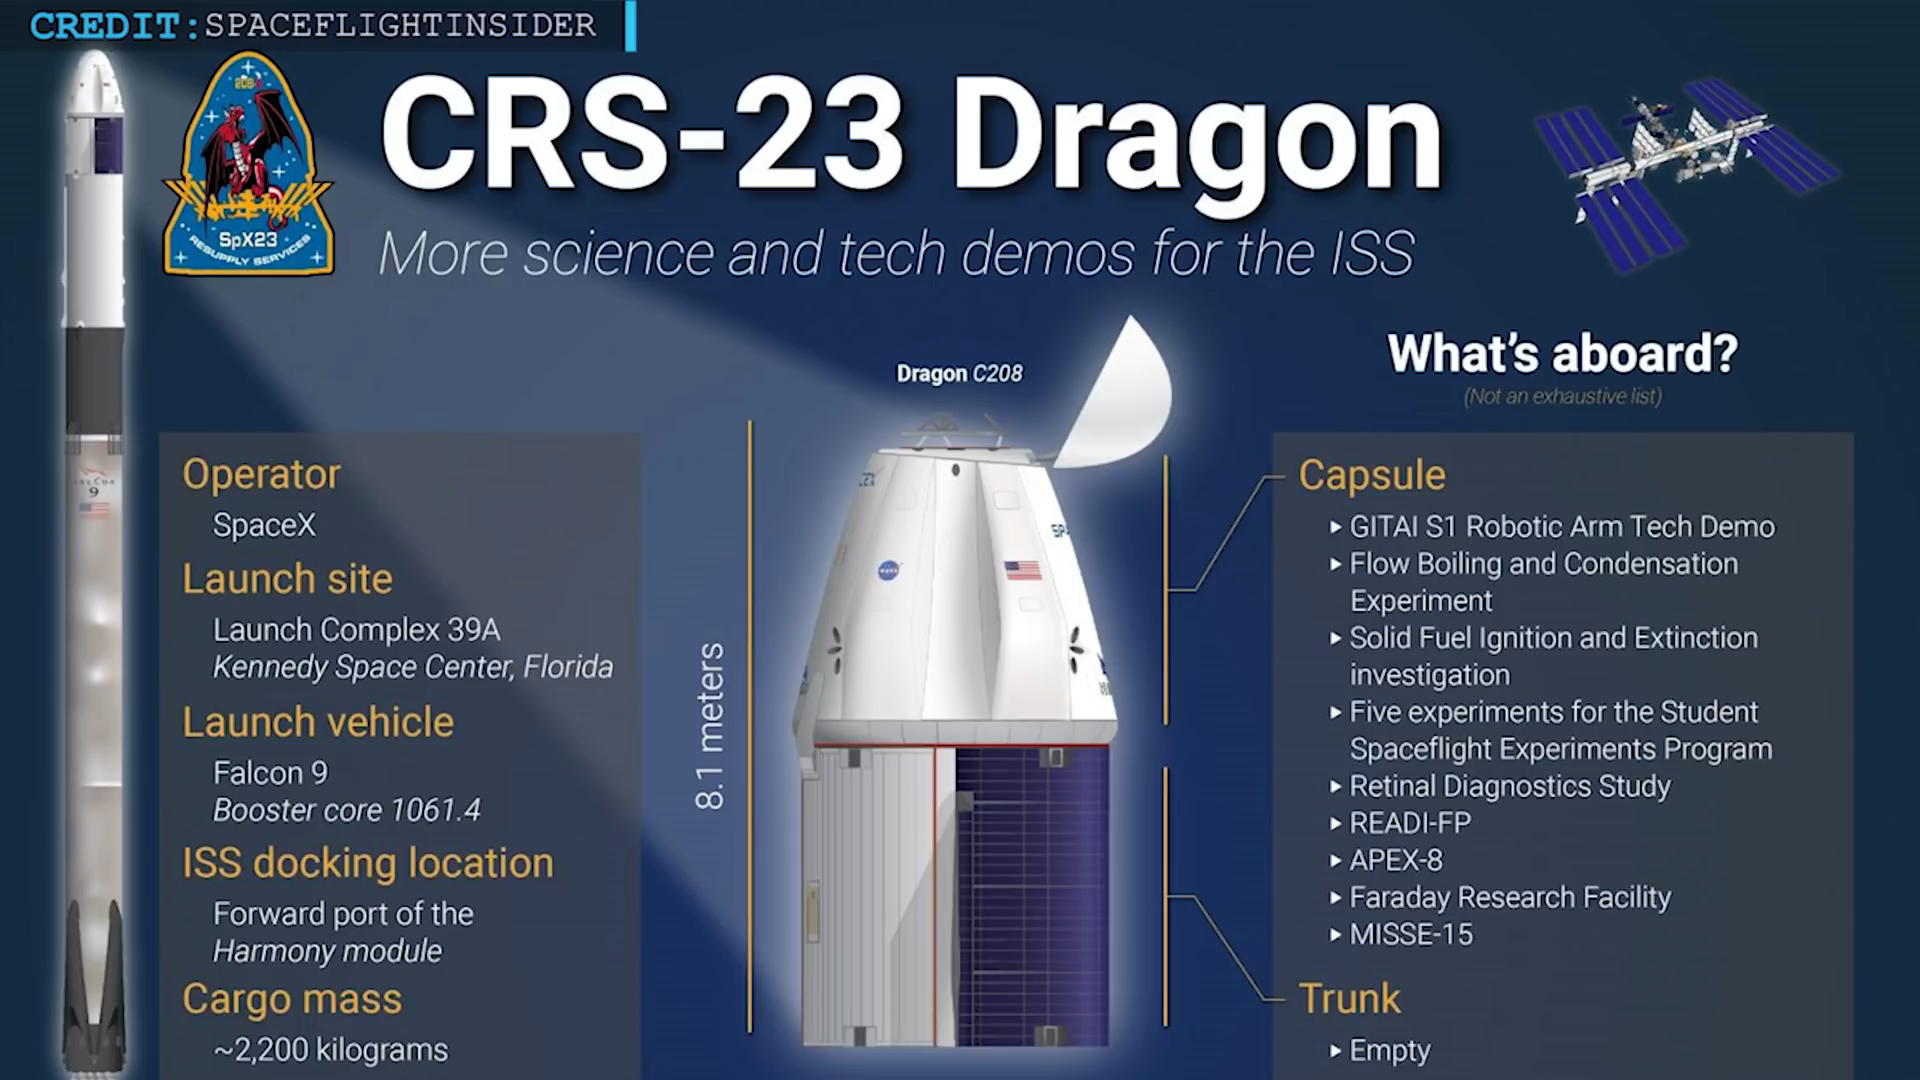 CREDIT:SPACEFLIGHTINSIDER
CRS-23 Dragon
More science and tech demos for the ISS
SpX23
RESUPPLY SERVICES
Dragon C208
What's aboard?
(Not an exhaustive list)
Operator
SpaceX
Launch site
Launch Complex 39A
Kennedy Space Center, Florida
Launch vehicle
Falcon 9
Booster core 1061.4
ISS docking location
Forward port of the
Harmony module
Cargo mass
~2,200 kilograms
9
8.1 meters
NASA
Capsule
▸ GITAI S1 Robotic Arm Tech Demo
▸ Flow Boiling and Condensation
Experiment
▸ Solid Fuel Ignition and Extinction
investigation
▸ Five experiments for the Student
Spaceflight Experiments Program
▸ Retinal Diagnostics Study
▸ READI-FP
▸ APEX-8
▸ Faraday Research Facility
▸ MISSE-15
Trunk
▸ Empty